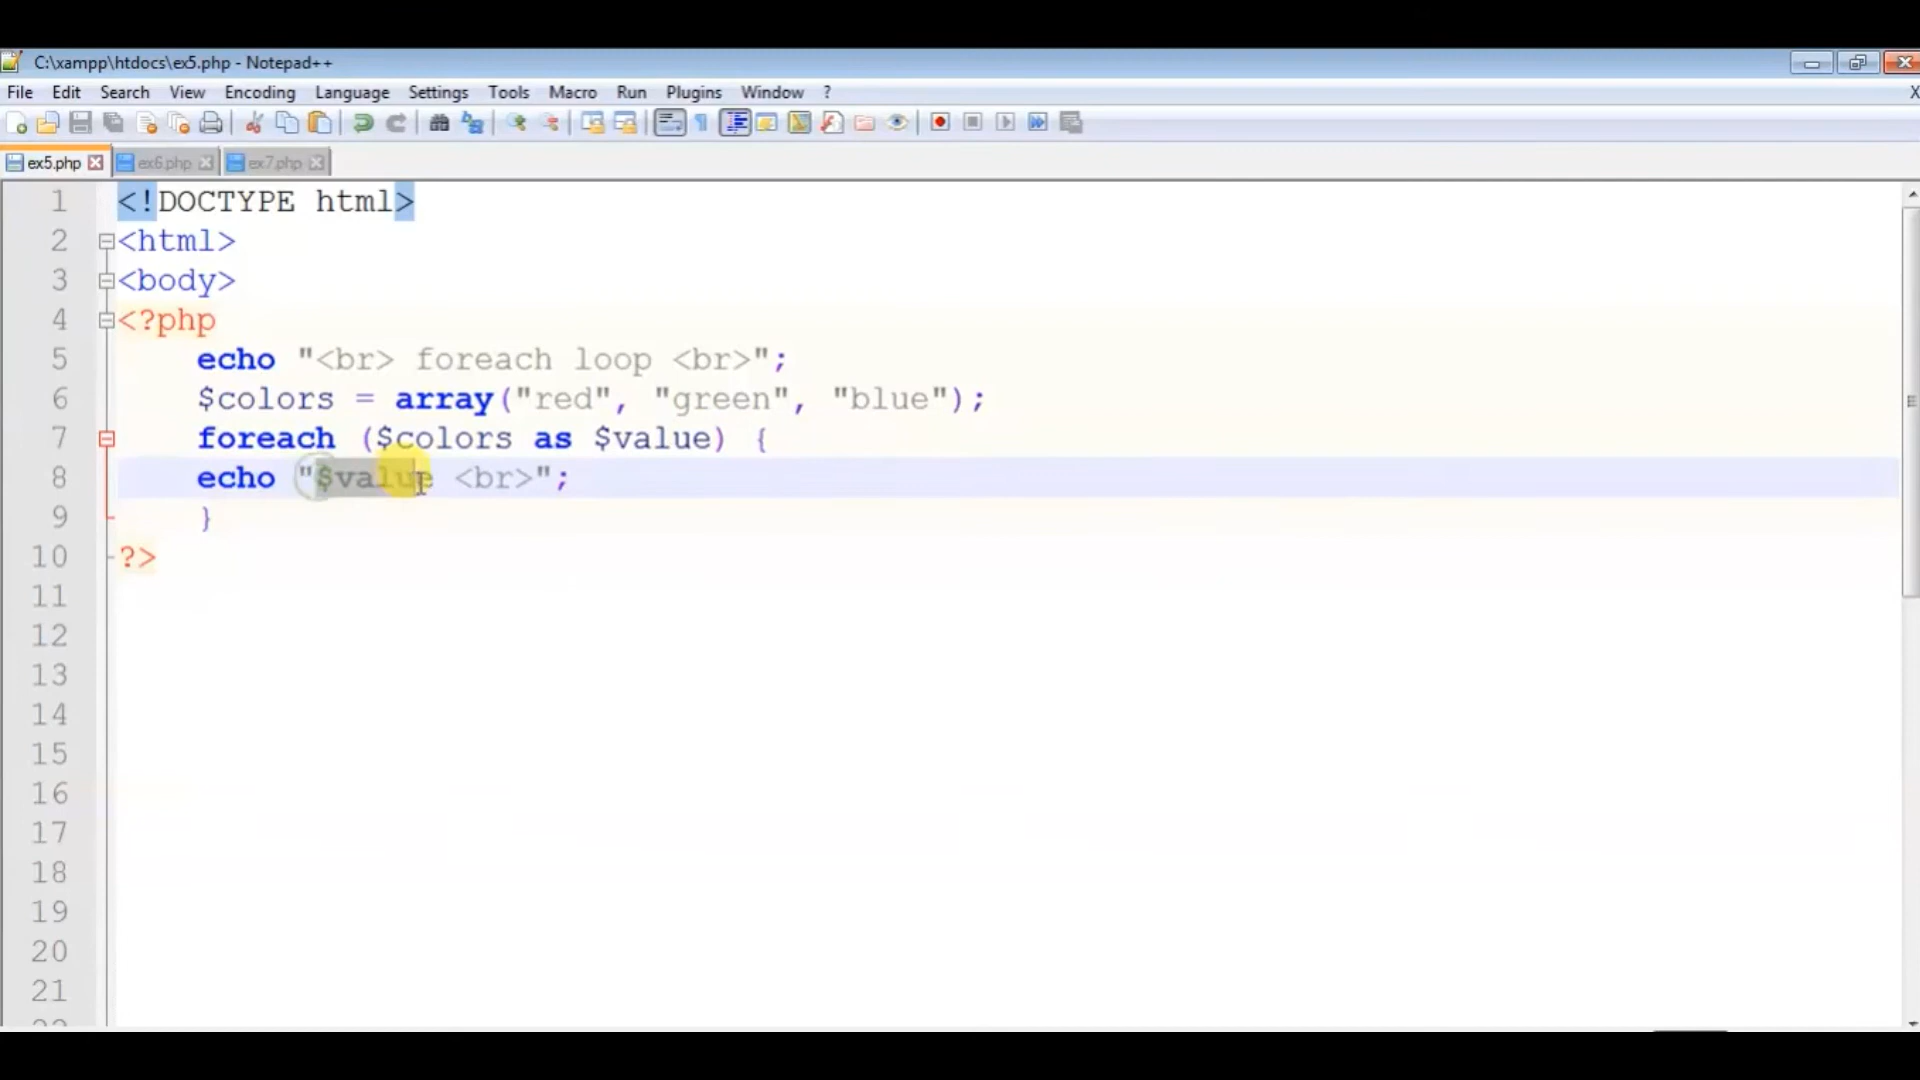 C:\xampp\htdocs\ex5.php - Notepad++
File Edit Search View Encoding Language Settings Tools Macro Run Plugins Window ? X
ex5.php ex6.php ex7.php
1 <!DOCTYPE html>
2 <html>
3 <body>
4 <?php
5 echo "<br> foreach loop <br>";
6 $colors = array("red", "green", "blue");
7 foreach ($colors as $value) {
8 echo "$value <br>";
9 }
10 ?>
11
12
13
14
15
16
17
18
19
20
21